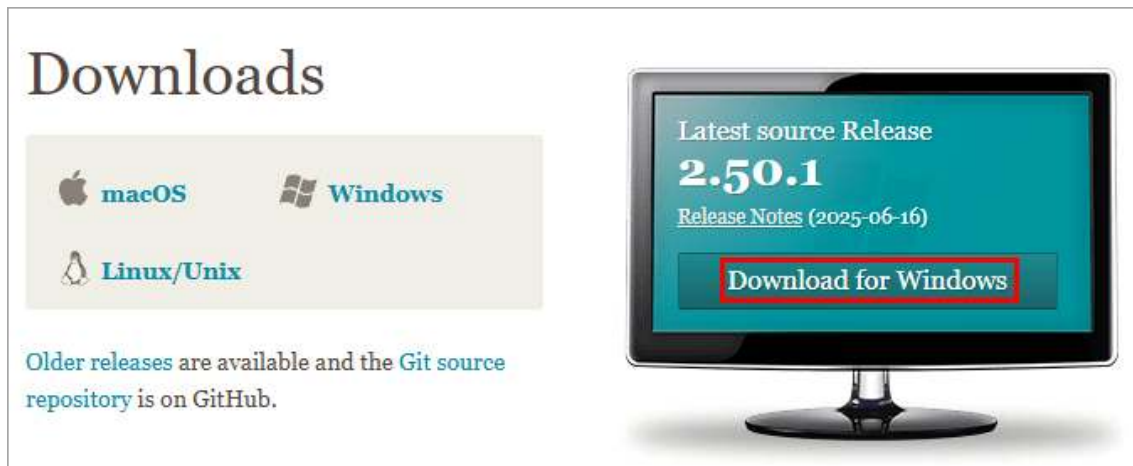 Downloads
macOS
Windows
Linux/Unix
Older releases are available and the Git source
repository is on GitHub.
Latest source Release
2.50.1
Release Notes (2025-06-16)
Download for Windows